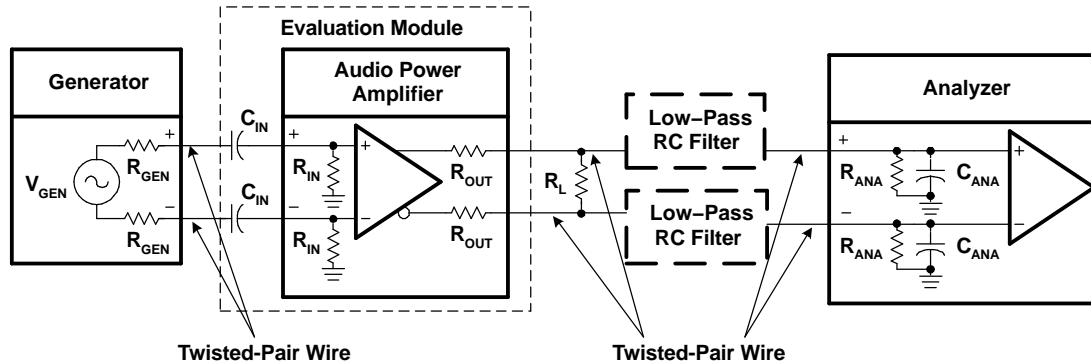 Evaluation Module
Generator
Audio Power
Amplifier
Analyzer
Low–Pass
RC Filter
C_IN
+
+
R_GEN
V_GEN
R_IN
+
R_OUT
R_L
+
R_ANA
C_ANA
+
C_IN
–
–
R_GEN
R_IN
–
R_OUT
Low–Pass
RC Filter
–
R_ANA
C_ANA
–
Twisted-Pair Wire
Twisted-Pair Wire